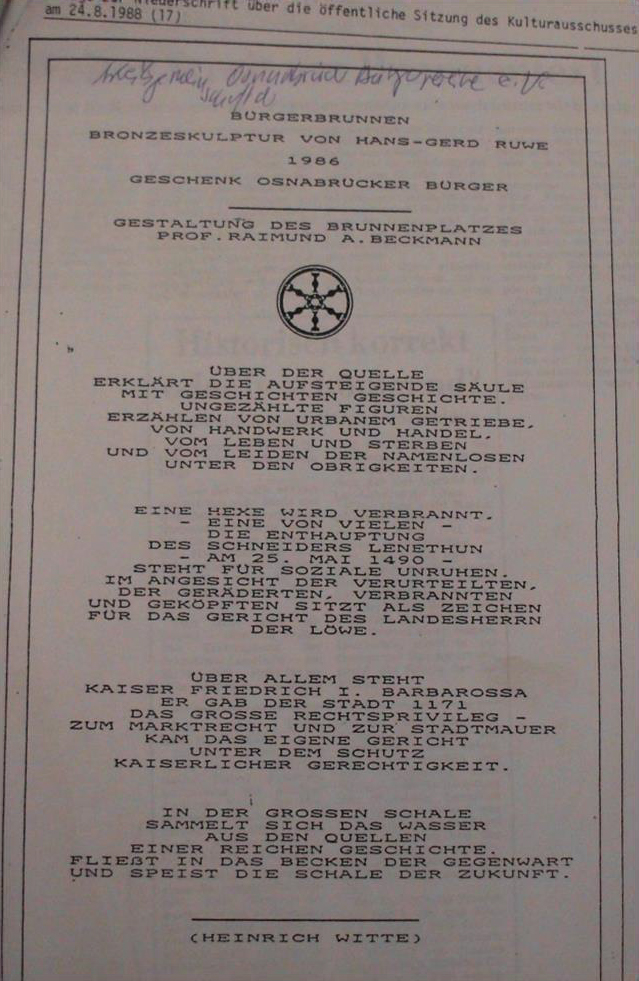 Niederschrift über die öffentliche Sitzung des Kulturausschusses
am 24.8.1988 (17)
Osnabrück e.V.
BÜRGERBRUNNEN
BRONZESKULPTUR VON HANS-GERD RUWE
1986
GESCHENK OSNABRÜCKER BÜRGER
GESTALTUNG DES BRUNNENPLATZES
PROF. RAIMUND A. BECKMANN
Historisch korrekt
ÜBER DER QUELLE
ERKLÄRT DIE AUFSTEIGENDE SÄULE
MIT GESCHICHTEN GESCHICHTE.
UNGEZÄHLTE FIGUREN
ERZÄHLEN VON URBANEM GETRIEBE,
VON HANDWERK UND HANDEL,
VOM LEBEN UND STERBEN
UND VOM LEIDEN DER NAMENLOSEN
UNTER DEN OBRIGKEITEN.
EINE HEXE WIRD VERBRANNT,
- EINE VON VIELEN -
DIE ENTHAUPTUNG
DES SCHNEIDERS LENETHUN
- AM 25. MAI 1490 -
STEHT FÜR SOZIALE UNRUHEN.
IM ANGESICHT DER VERURTEILTEN,
DER GERÄDERTEN, VERBRANNTEN
UND GEKÖPFTEN SITZT ALS ZEICHEN
FÜR DAS GERICHT DES LANDESHERRN
DER LÖWE.
ÜBER ALLEM STEHT
KAISER FRIEDRICH I. BARBAROSSA
ER GAB DER STADT 1171
DAS GROSSE RECHTSPRIVILEG -
ZUM MARKTRECHT UND ZUR STADTMAUER
KAM DAS EIGENE GERICHT
UNTER DEM SCHUTZ
KAISERLICHER GERECHTIGKEIT.
IN DER GROSSEN SCHALE
SAMMELT SICH DAS WASSER
AUS DEN QUELLEN
EINER REICHEN GESCHICHTE.
FLIEßT IN DAS BECKEN DER GEGENWART
UND SPEIST DIE SCHALE DER ZUKUNFT.
(HEINRICH WITTE)